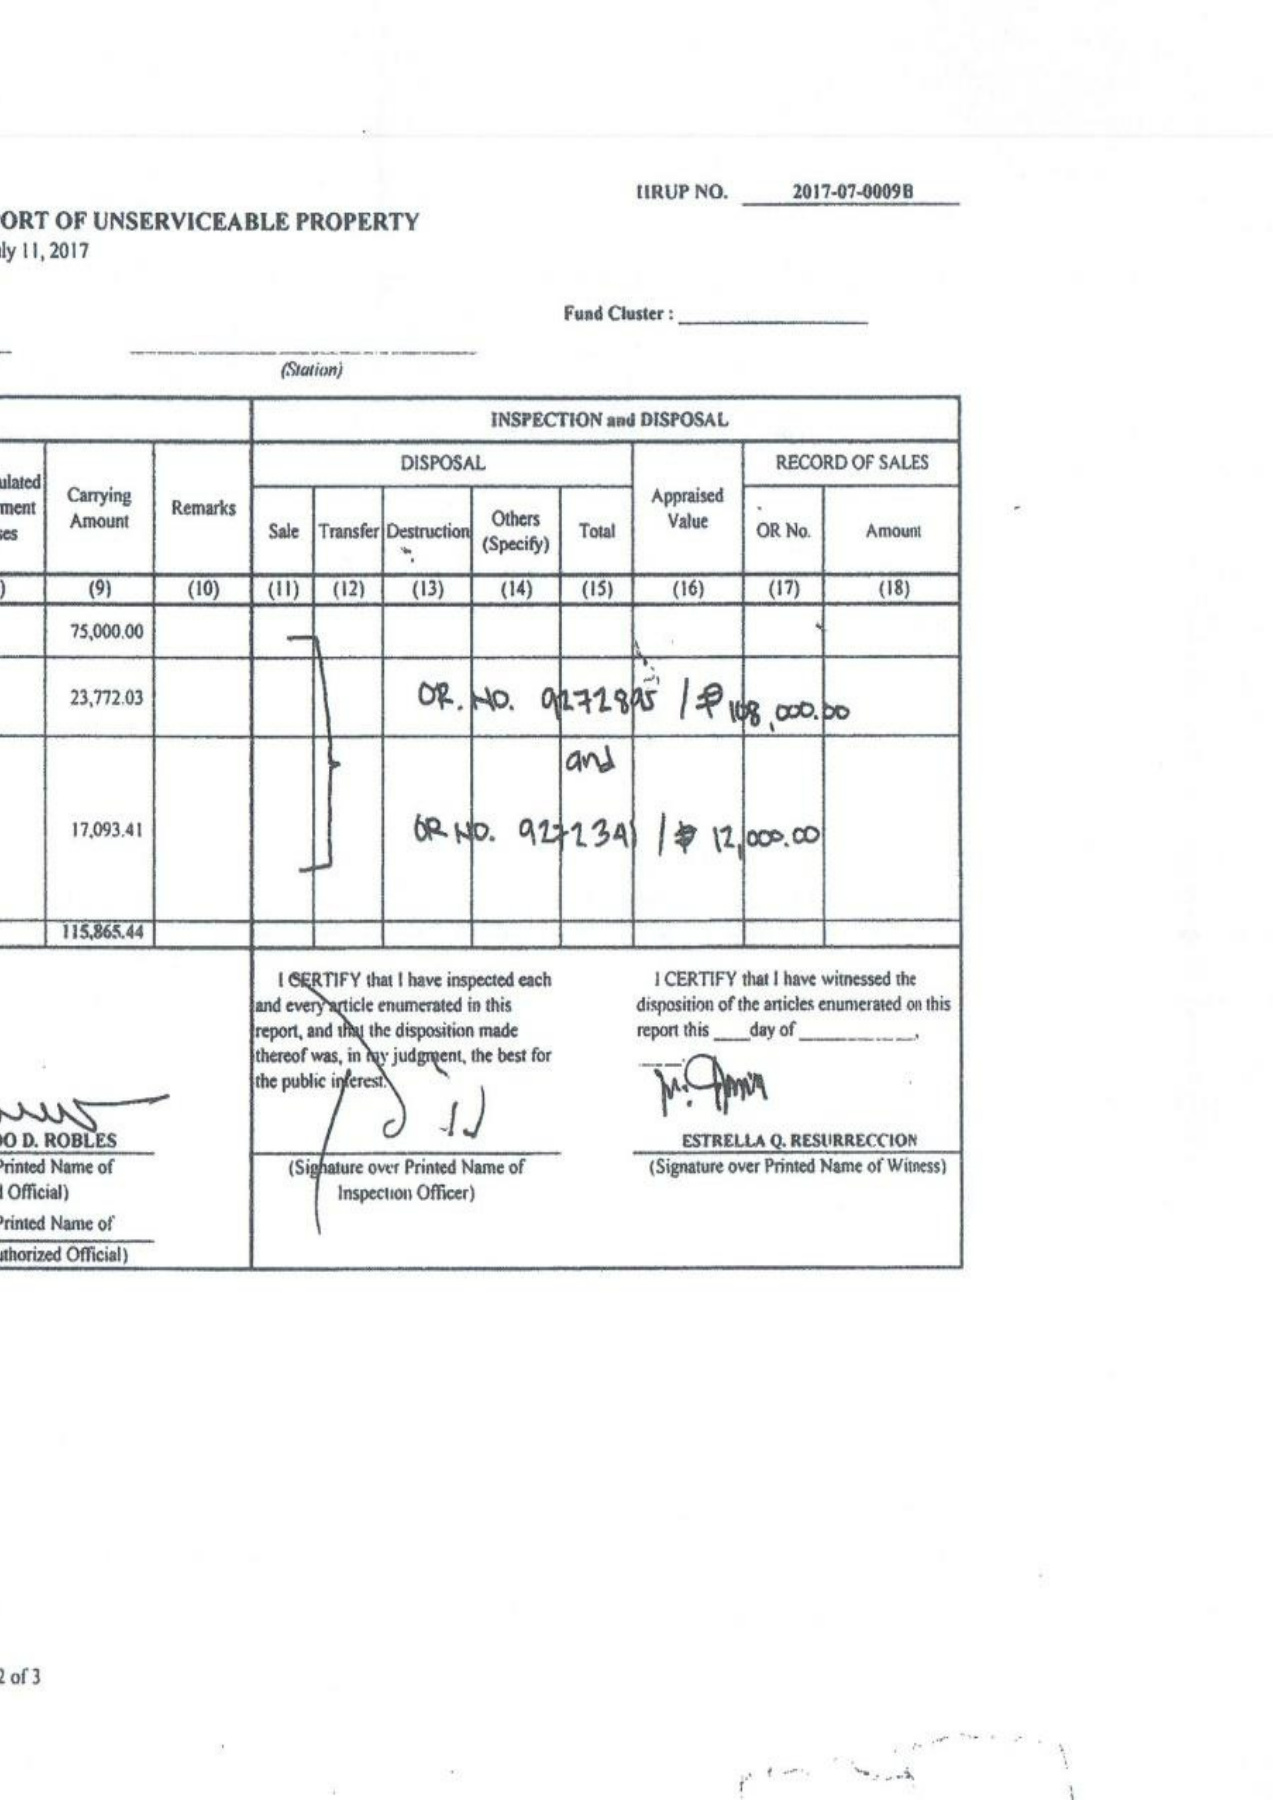 IIRUP NO. 2017-07-0009B
ORT OF UNSERVICEABLE PROPERTY
ly 11, 2017
Fund Cluster :
(Station)
INSPECTION and DISPOSAL
DISPOSAL
RECORD OF SALES
ulated
ment
ses
Carrying
Amount
Remarks
Sale
Transfer
Destruction
Others
(Specify)
Total
Appraised
Value
OR No.
Amount
) (9) (10) (11) (12) (13) (14) (15) (16) (17) (18)
75,000.00
23,772.03 OR. NO. 9272895 / ₱ 108,000.00
and
17,093.41 OR NO. 9272341 / ₱ 12,000.00
115,865.44
I CERTIFY that I have inspected each
and every article enumerated in this
report, and that the disposition made
thereof was, in my judgment, the best for
the public interest.
I CERTIFY that I have witnessed the
disposition of the articles enumerated on this
report this ____day of ______________.
DO D. ROBLES
Printed Name of
l Official)
Printed Name of
uthorized Official)
(Signature over Printed Name of
Inspection Officer)
ESTRELLA Q. RESURRECCION
(Signature over Printed Name of Witness)
2 of 3